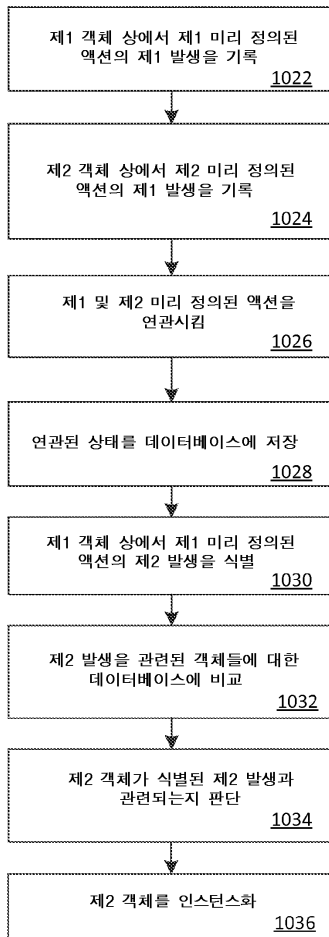 제1 객체 상에서 제1 미리 정의된
액션의 제1 발생을 기록
1022
제2 객체 상에서 제2 미리 정의된
액션의 제1 발생을 기록
1024
제1 및 제2 미리 정의된 액션을
연관시킴
1026
연관된 상태를 데이터베이스에 저장
1028
제1 객체 상에서 제1 미리 정의된
액션의 제2 발생을 식별
1030
제2 발생을 관련된 객체들에 대한
데이터베이스에 비교
1032
제2 객체가 식별된 제2 발생과
관련되는지 판단
1034
제2 객체를 인스턴스화
1036